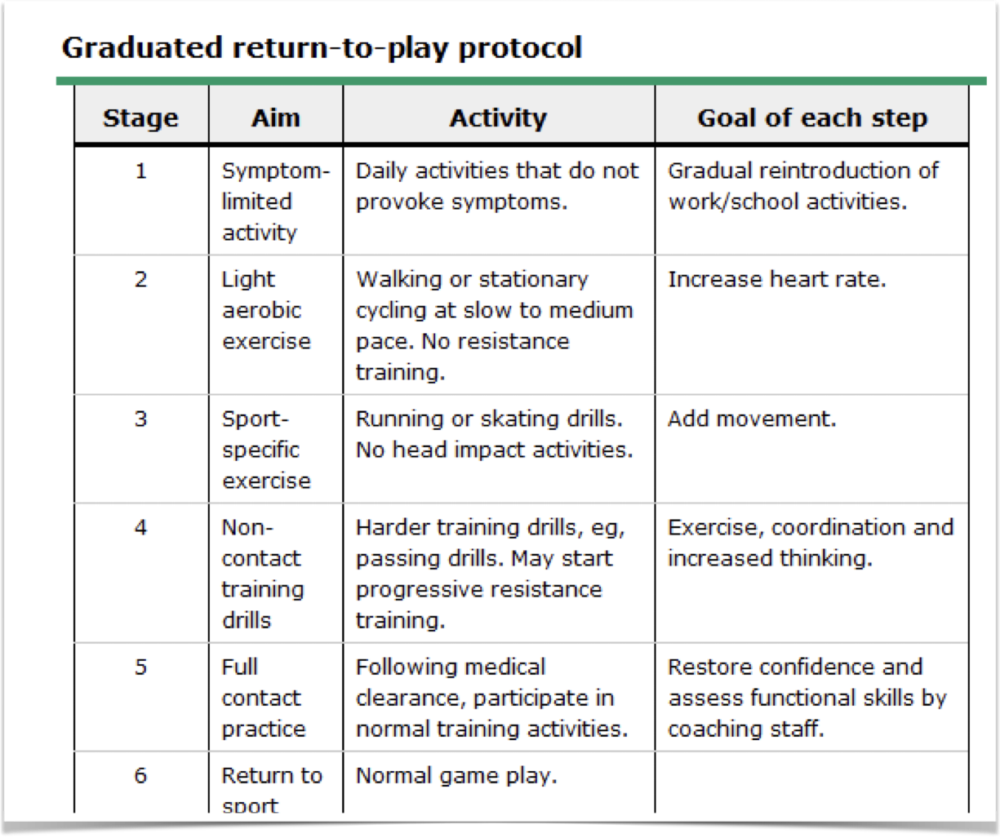 Graduated return-to-play protocol
Stage Aim Activity Goal of each step
1 Symptom- Daily activities that do not Gradual reintroduction of
limited provoke symptoms. work/school activities.
activity
2 Light Walking or stationary Increase heart rate.
aerobic cycling at slow to medium
exercise pace. No resistance
training.
3 Sport- Running or skating drills. Add movement.
specific No head impact activities.
exercise
4 Non- Harder training drills, eg, Exercise, coordination and
contact passing drills. May start increased thinking.
training progressive resistance
drills training.
5 Full Following medical Restore confidence and
contact clearance, participate in assess functional skills by
practice normal training activities. coaching staff.
6 Return to Normal game play.
sport